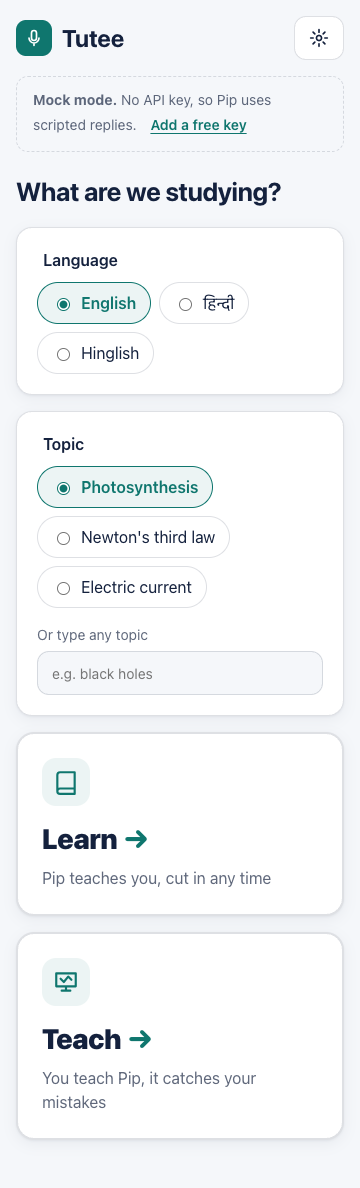 Tutee
Mock mode. No API key, so Pip uses
scripted replies. Add a free key
What are we studying?
Language
English
हिन्दी
Hinglish
Topic
Photosynthesis
Newton's third law
Electric current
Or type any topic
e.g. black holes
Learn →
Pip teaches you, cut in any time
Teach →
You teach Pip, it catches your
mistakes